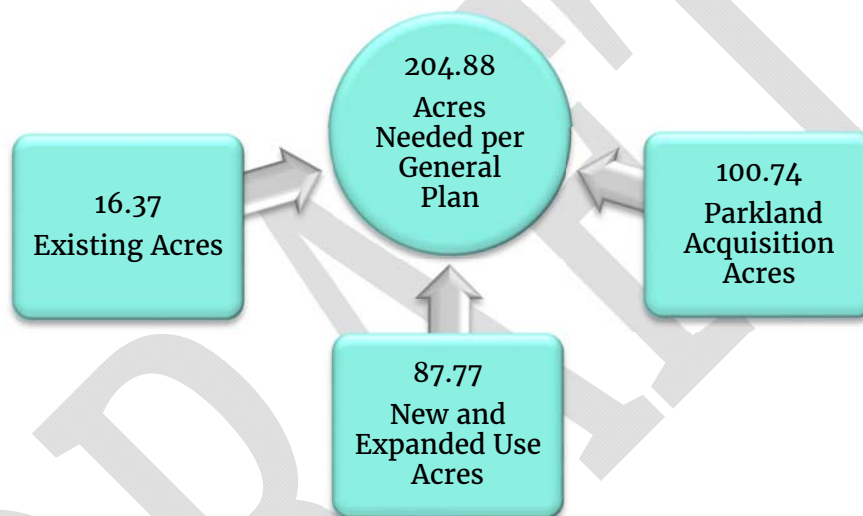 204.88
Acres
Needed per
General
Plan
16.37
Existing Acres
100.74
Parkland
Acquisition
Acres
87.77
New and
Expanded Use
Acres
DRAFT